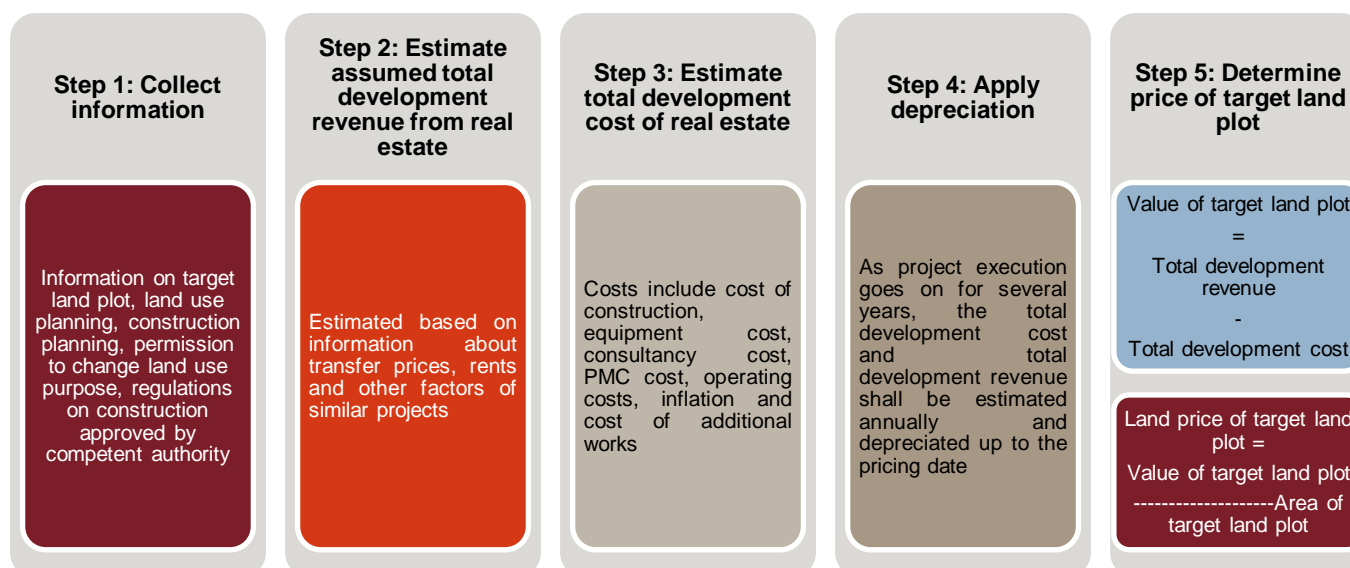 Step 1: Collect
information
Information on target
land plot, land use
planning, construction
planning, permission
to change land use
purpose, regulations
on construction
approved by
competent authority
Step 2: Estimate
assumed total
development
revenue from real
estate
Estimated based on
information about
transfer prices, rents
and other factors of
similar projects
Step 3: Estimate
total development
cost of real estate
Costs include cost of
construction,
equipment cost,
consultancy cost,
PMC cost, operating
costs, inflation and
cost of additional
works
Step 4: Apply
depreciation
As project execution
goes on for several
years, the total
development cost
and total
development revenue
shall be estimated
annually and
depreciated up to the
pricing date
Step 5: Determine
price of target land
plot
Value of target land plot
=
Total development
revenue
-
Total development cost
Land price of target land
plot =
Value of target land plot
--------------------Area of
target land plot